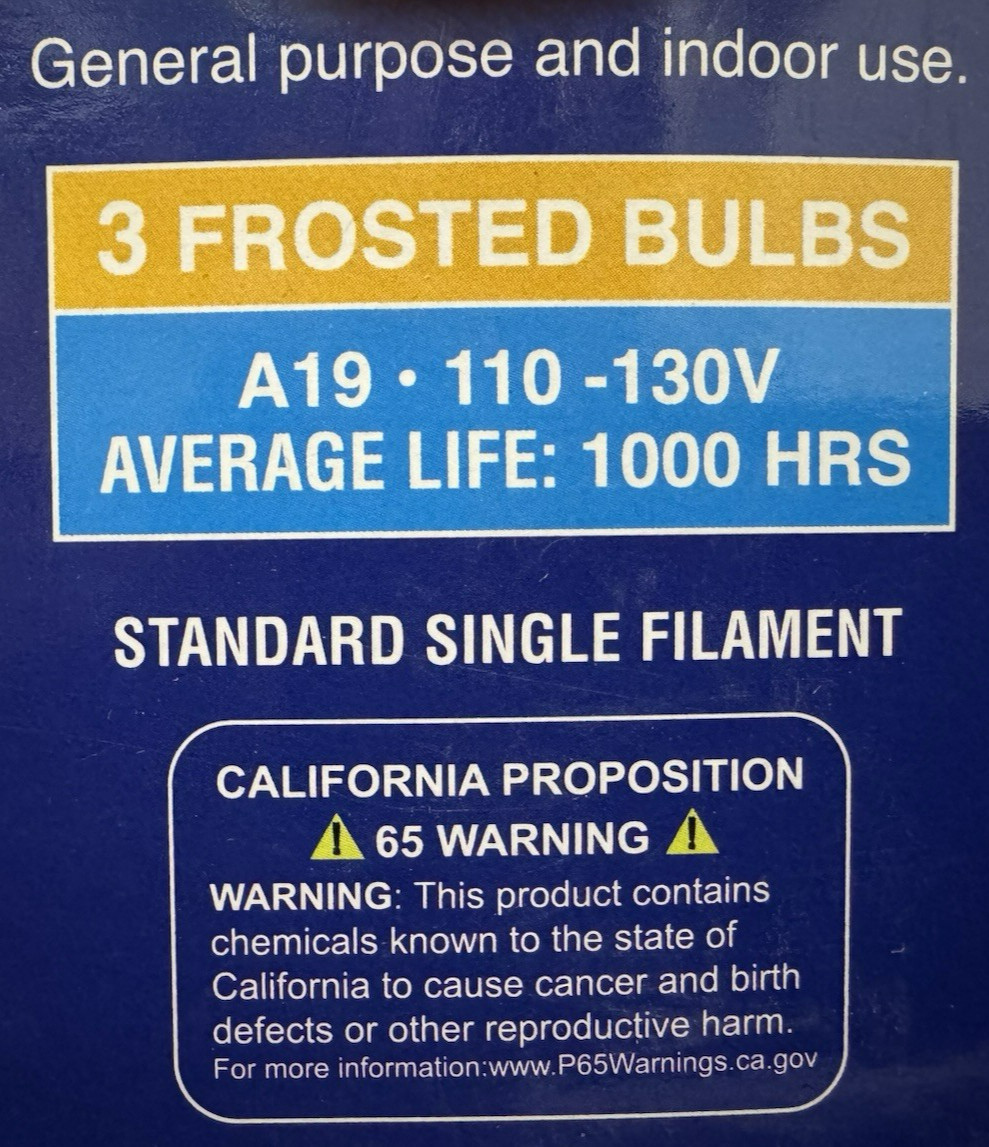 General purpose and indoor use.
3 FROSTED BULBS
A19 • 110 -130V
AVERAGE LIFE: 1000 HRS
STANDARD SINGLE FILAMENT
CALIFORNIA PROPOSITION
65 WARNING
WARNING: This product contains
chemicals known to the state of
California to cause cancer and birth
defects or other reproductive harm.
For more information:www.P65Warnings.ca.gov